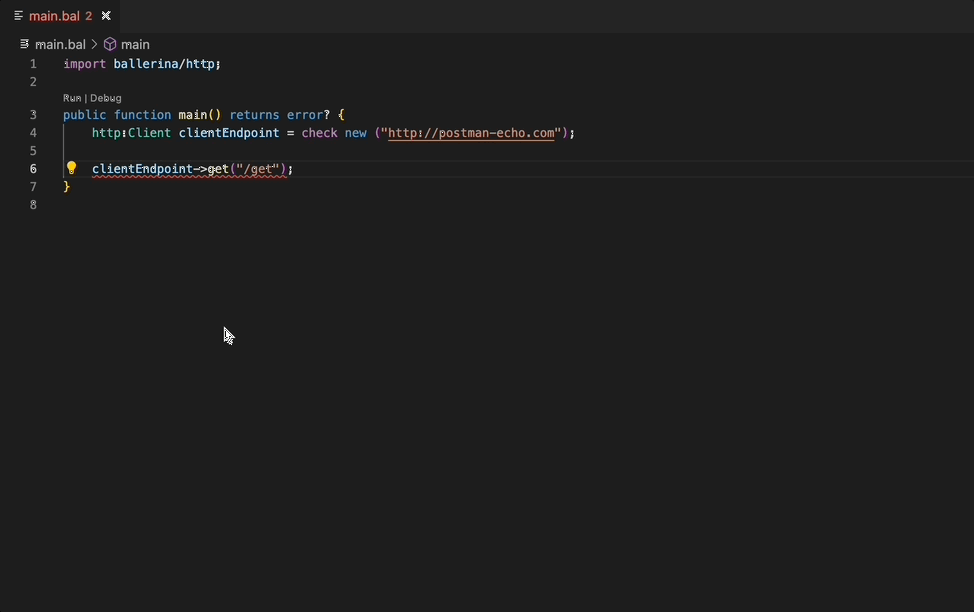 main.bal 2
main.bal > main
1 import ballerina/http;
2
Run | Debug
3 public function main() returns error? {
4 http:Client clientEndpoint = check new ("http://postman-echo.com");
5
6 clientEndpoint->get("/get");
7 }
8